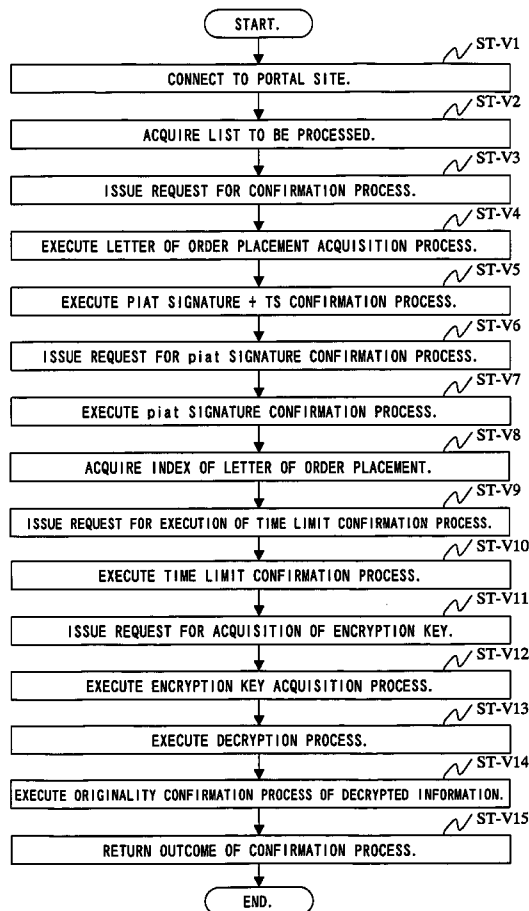 START.
ST-V1
CONNECT TO PORTAL SITE.
ST-V2
ACQUIRE LIST TO BE PROCESSED.
ST-V3
ISSUE REQUEST FOR CONFIRMATION PROCESS.
ST-V4
EXECUTE LETTER OF ORDER PLACEMENT ACQUISITION PROCESS.
ST-V5
EXECUTE PIAT SIGNATURE + TS CONFIRMATION PROCESS.
ST-V6
ISSUE REQUEST FOR piat SIGNATURE CONFIRMATION PROCESS.
ST-V7
EXECUTE piat SIGNATURE CONFIRMATION PROCESS.
ST-V8
ACQUIRE INDEX OF LETTER OF ORDER PLACEMENT.
ST-V9
ISSUE REQUEST FOR EXECUTION OF TIME LIMIT CONFIRMATION PROCESS.
ST-V10
EXECUTE TIME LIMIT CONFIRMATION PROCESS.
ST-V11
ISSUE REQUEST FOR ACQUISITION OF ENCRYPTION KEY.
ST-V12
EXECUTE ENCRYPTION KEY ACQUISITION PROCESS.
ST-V13
EXECUTE DECRYPTION PROCESS.
ST-V14
EXECUTE ORIGINALITY CONFIRMATION PROCESS OF DECRYPTED INFORMATION.
ST-V15
RETURN OUTCOME OF CONFIRMATION PROCESS.
END.